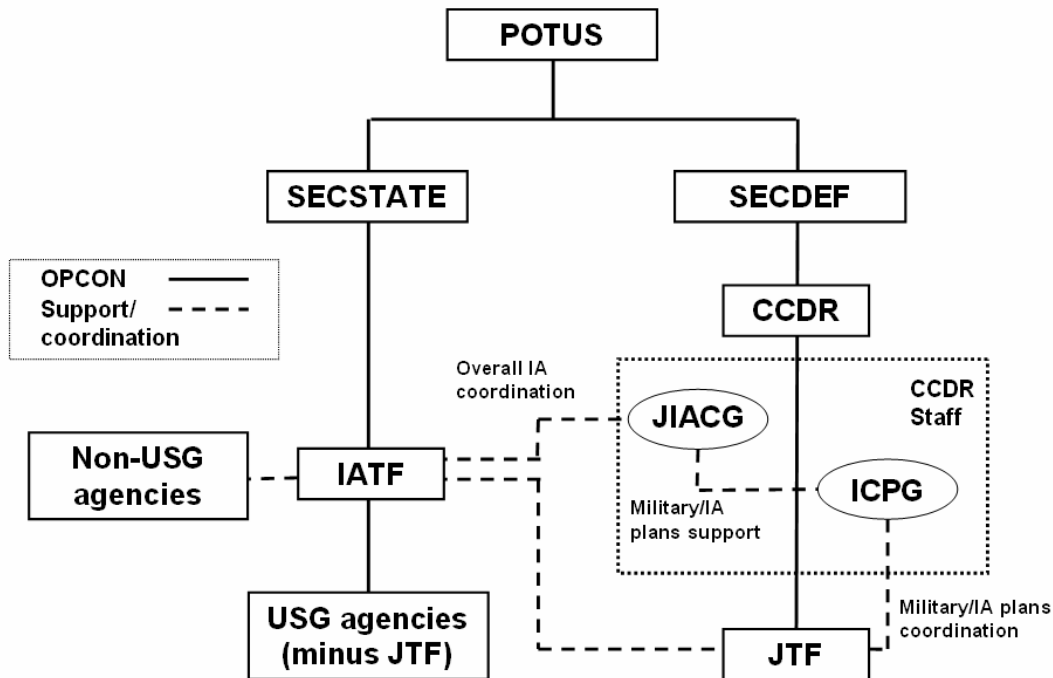 POTUS
SECSTATE
SECDEF
OPCON
Support/
coordination
CCDR
Overall IA
coordination
JIACG
CCDR
Staff
Non-USG
agencies
IATF
ICPG
Military/IA
plans support
USG agencies
(minus JTF)
JTF
Military/IA plans
coordination